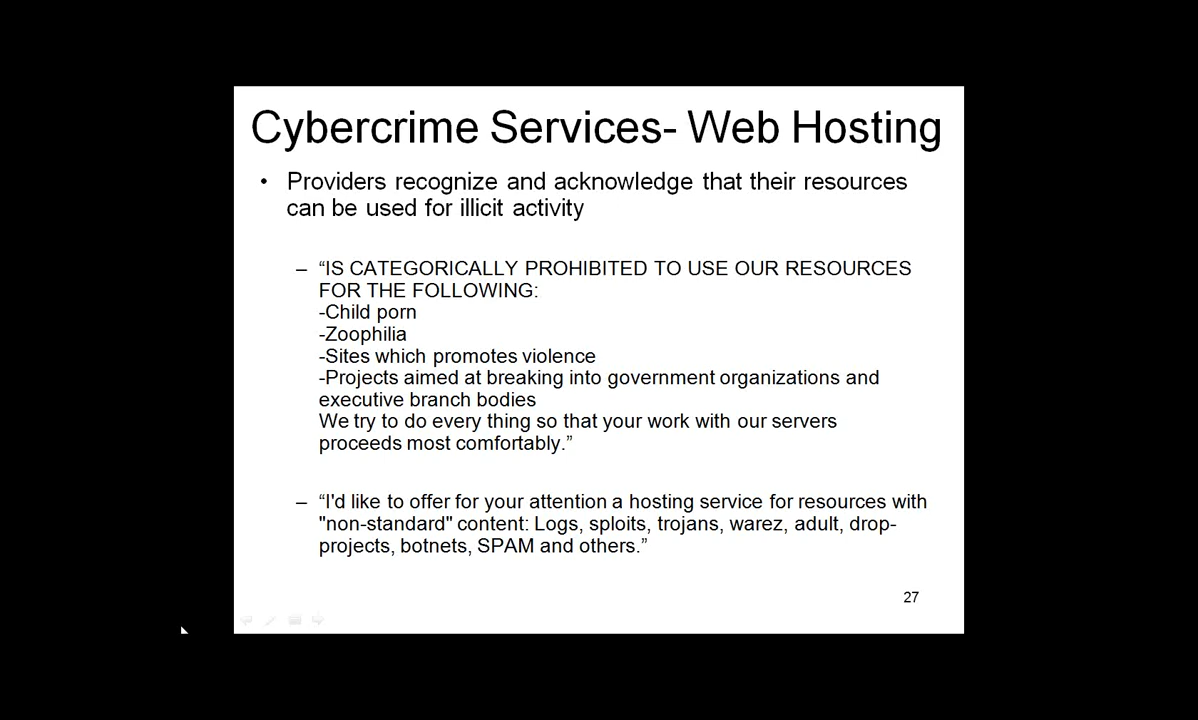 Cybercrime Services- Web Hosting
• Providers recognize and acknowledge that their resources
can be used for illicit activity
– “IS CATEGORICALLY PROHIBITED TO USE OUR RESOURCES
FOR THE FOLLOWING:
-Child porn
-Zoophilia
-Sites which promotes violence
-Projects aimed at breaking into government organizations and
executive branch bodies
We try to do every thing so that your work with our servers
proceeds most comfortably.”
– “I'd like to offer for your attention a hosting service for resources with
"non-standard" content: Logs, sploits, trojans, warez, adult, drop-
projects, botnets, SPAM and others.”
27